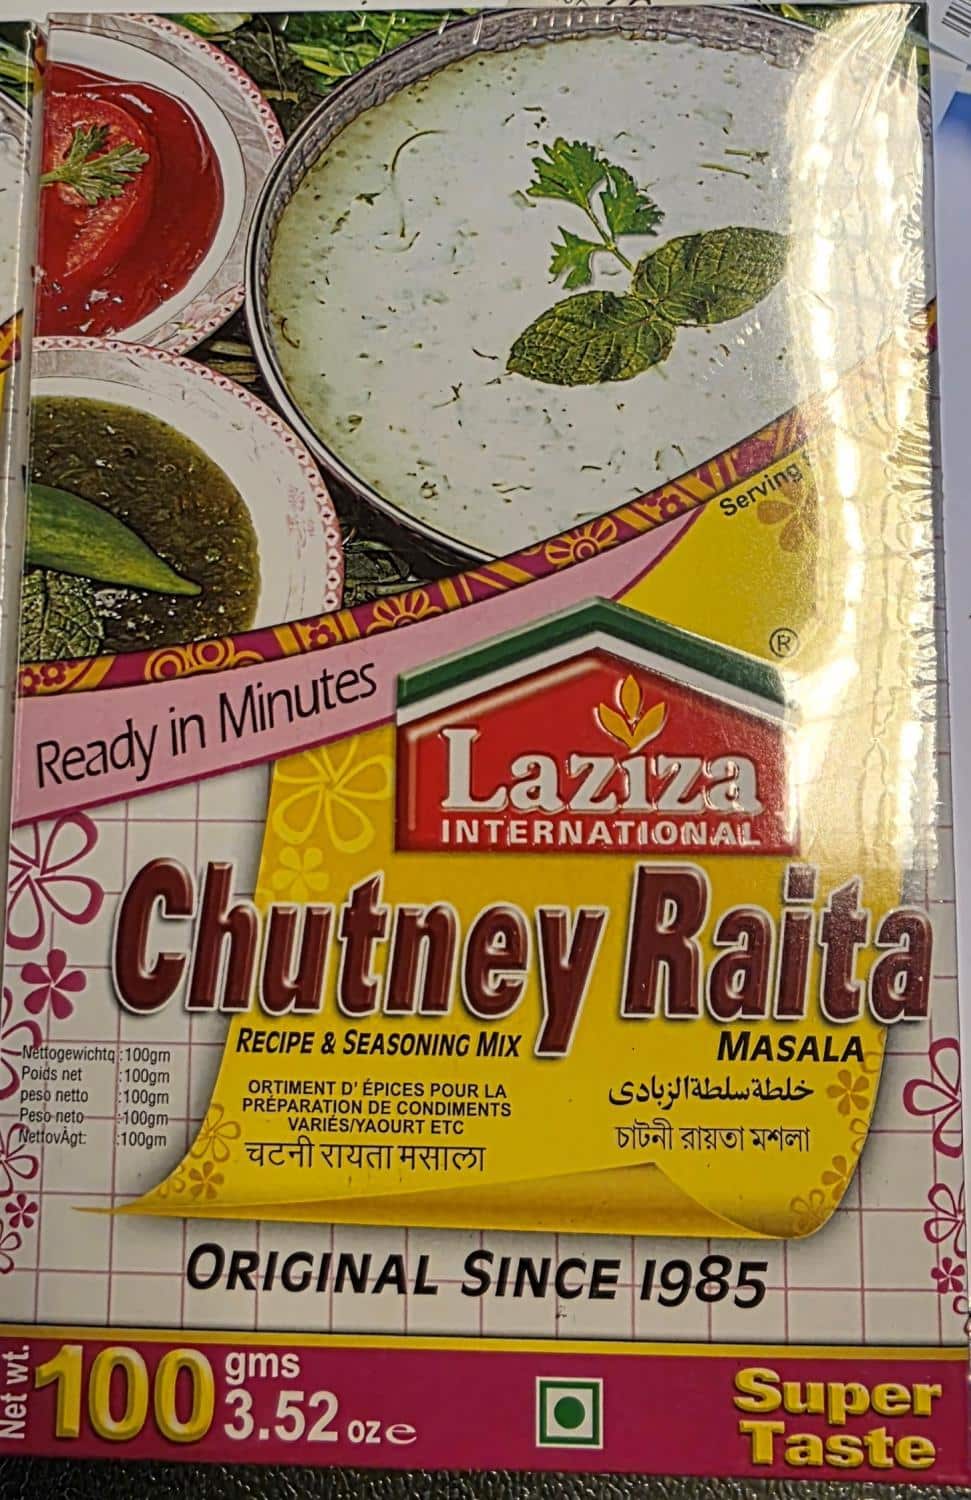 Serving
Ready in Minutes
®
Laziza
INTERNATIONAL
Chutney Raita
RECIPE & SEASONING MIX
MASALA
ORTIMENT D' ÉPICES POUR LA
PRÉPARATION DE CONDIMENTS
VARIÉS/YAOURT ETC
चटनी रायता मसाला
خلطة سلطة الزبادى
চাটনী রায়তা মশলা
Nettogewichtq :100gm
Poids net :100gm
peso netto :100gm
Peso neto :100gm
NettovÅgt: :100gm
ORIGINAL SINCE 1985
Net wt.
100 gms
3.52 oz e
Super
Taste